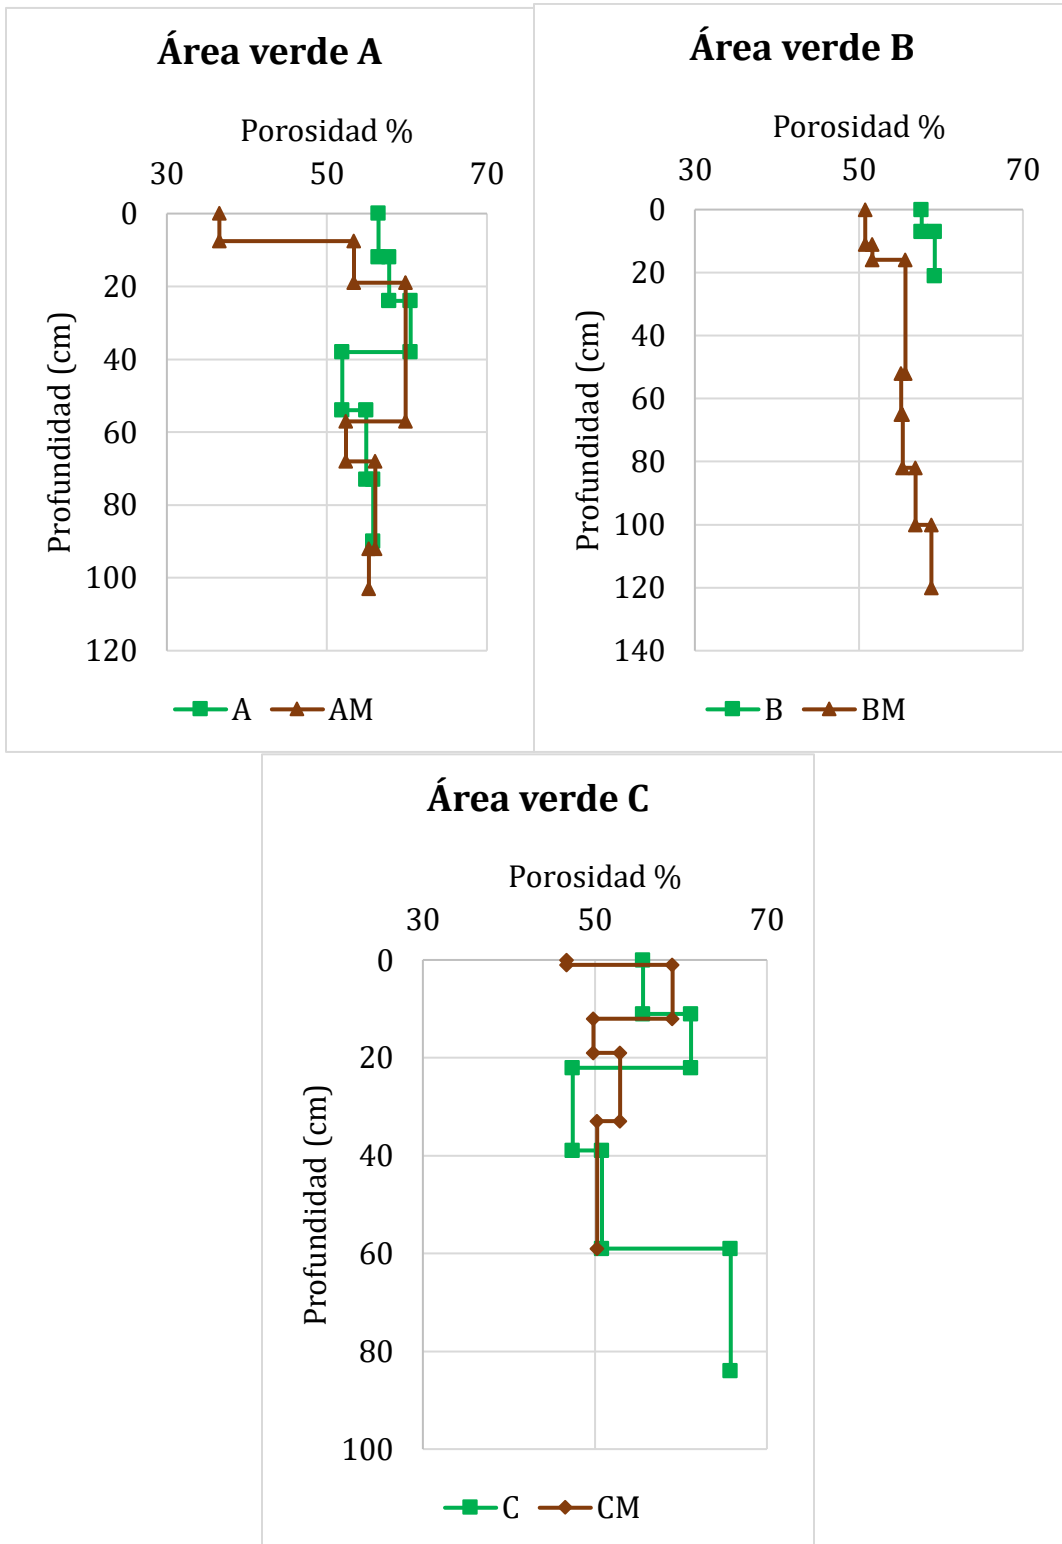 Área verde A
Porosidad %
30 50 70
0
20
40
60
80
100
120
Profundidad (cm)
A AM
Área verde B
Porosidad %
30 50 70
0
20
40
60
80
100
120
140
Profundidad (cm)
B BM
Área verde C
Porosidad %
30 50 70
0
20
40
60
80
100
Profundidad (cm)
C CM